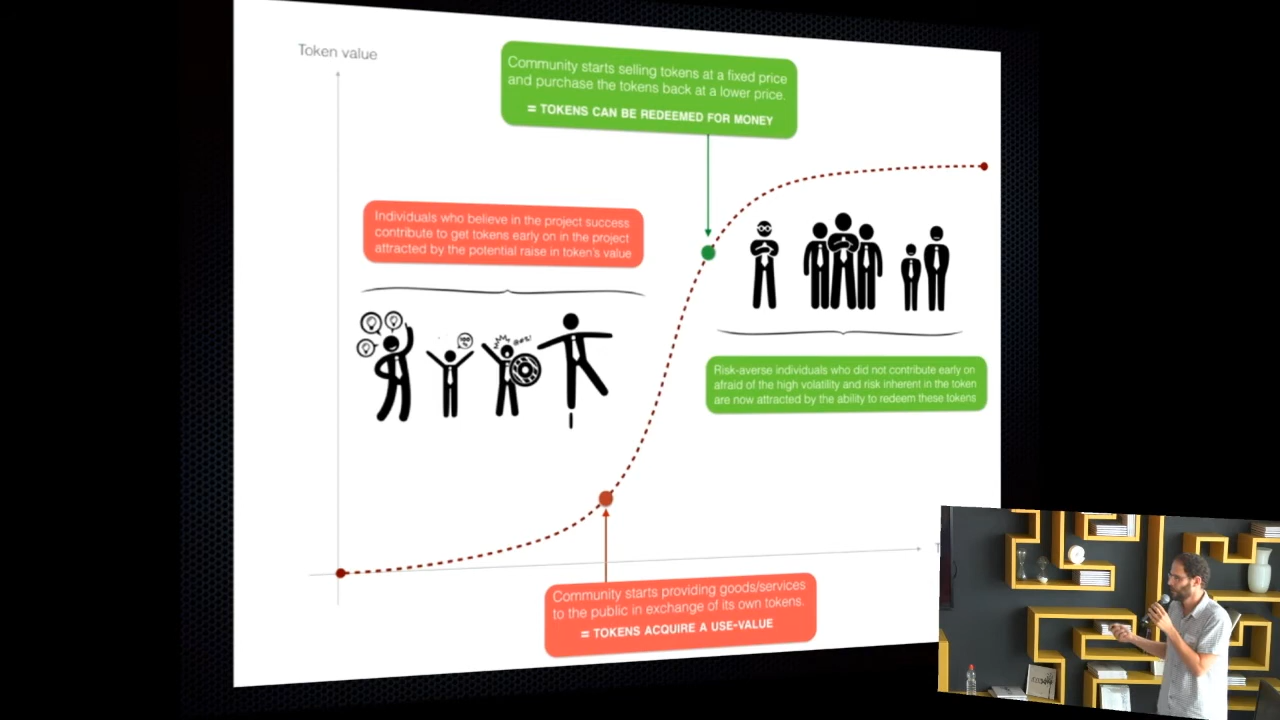 Token value
Community starts selling tokens at a fixed price
and purchase the tokens back at a lower price.
= TOKENS CAN BE REDEEMED FOR MONEY
Individuals who believe in the project success
contribute to get tokens early on in the project
attracted by the potential raise in token's value
Risk-averse individuals who did not contribute early on
afraid of the high volatility and risk inherent in the token
are now attracted by the ability to redeem these tokens
Community starts providing goods/services
to the public in exchange of its own tokens.
= TOKENS ACQUIRE A USE-VALUE